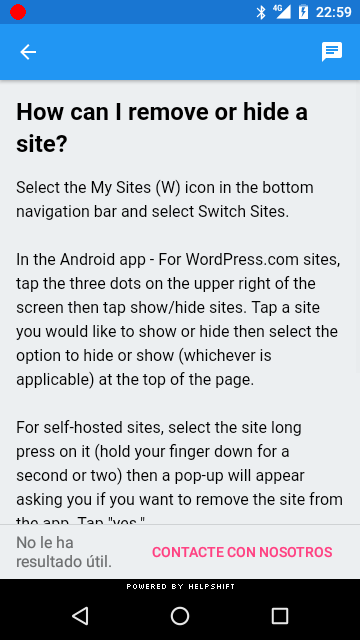 4G 22:59
How can I remove or hide a
site?
Select the My Sites (W) icon in the bottom
navigation bar and select Switch Sites.
In the Android app - For WordPress.com sites,
tap the three dots on the upper right of the
screen then tap show/hide sites. Tap a site
you would like to show or hide then select the
option to hide or show (whichever is
applicable) at the top of the page.
For self-hosted sites, select the site long
press on it (hold your finger down for a
second or two) then a pop-up will appear
asking you if you want to remove the site from
the app. Tap "yes."
No le ha
resultado útil.
CONTACTE CON NOSOTROS
POWERED BY HELPSHIFT